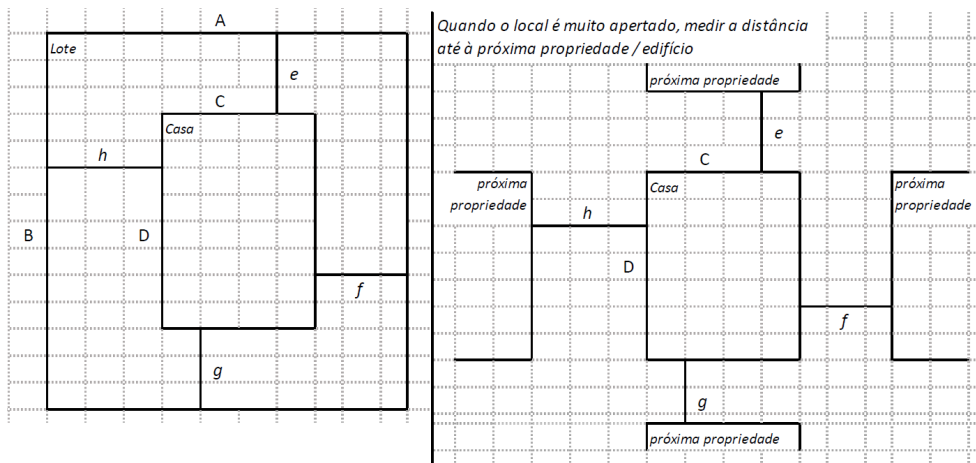 A
Lote
e
C
Casa
h
B
D
f
g
Quando o local é muito apertado, medir a distância
até à próxima propriedade / edifício
próxima propriedade
e
C
próxima
propriedade
Casa
próxima
propriedade
h
D
f
g
próxima propriedade